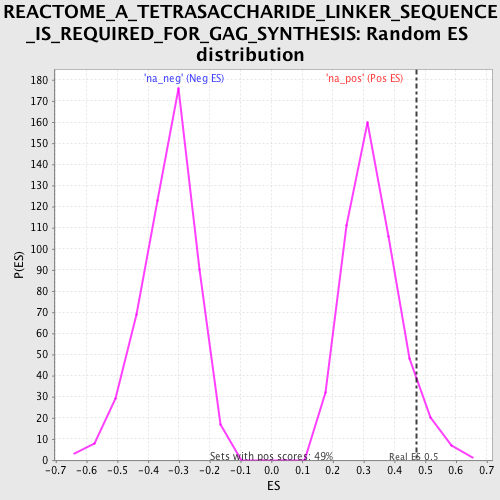 REACTOME_A_TETRASACCHARIDE_LINKER_SEQUENCE
_IS_REQUIRED_FOR_GAG_SYNTHESIS: Random ES
distribution
'na_neg' (Neg ES)
'na_pos' (Pos ES)
180
170
160
150
140
130
120
110
100
90
80
70
60
50
40
30
20
10
0
P(ES)
Sets with pos scores: 49%
Real ES 0.5
-0.7 -0.6 -0.5 -0.4 -0.3 -0.2 -0.1 0.0 0.1 0.2 0.3 0.4 0.5 0.6 0.7
ES